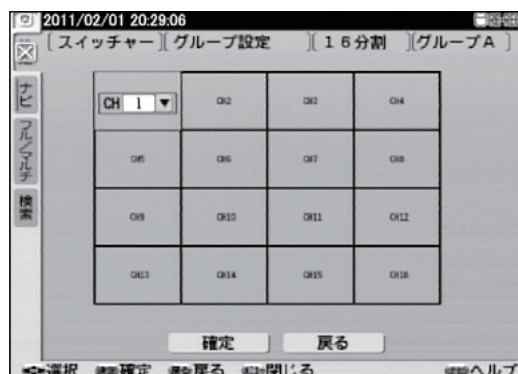 2011/02/01 20:29:06
[スイッチャー][グループ設定][16分割][グループA]
ナビ
フル/マルチ
検索
CH 1 ▼ CH2 CH3 CH4
CH5 CH6 CH7 CH8
CH9 CH10 CH11 CH12
CH13 CH14 CH15 CH16
確定 戻る
選択 確定 戻る 閉じる ヘルプ